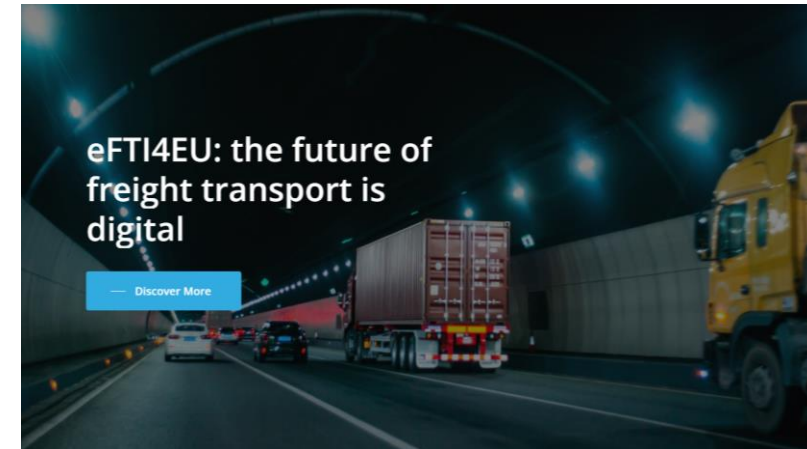 eFTI4EU: the future of
freight transport is
digital
Discover More